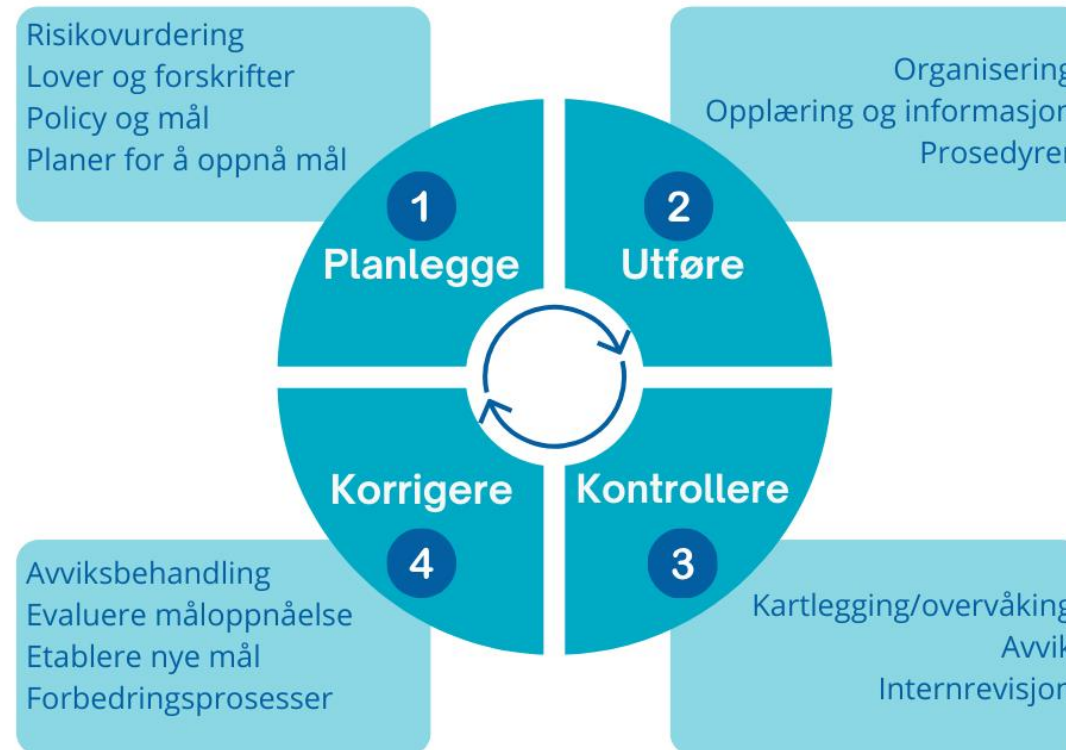 Risikovurdering
Lover og forskrifter
Policy og mål
Planer for å oppnå mål
1
Planlegge
Organisering
Opplæring og informasjon
Prosedyrer
2
Utføre
Kontrollere
3
Kartlegging/overvåking
Avvik
Internrevisjon
Korrigere
4
Avviksbehandling
Evaluere måloppnåelse
Etablere nye mål
Forbedringsprosesser